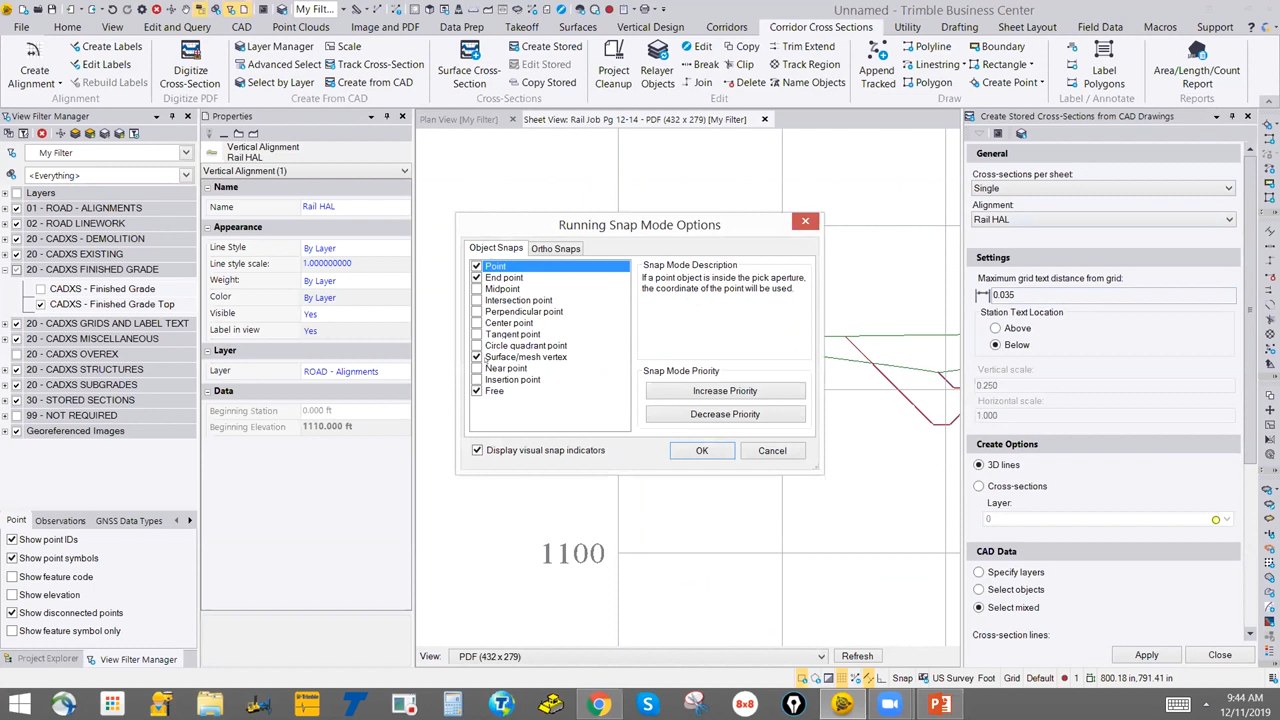 My Filter
Unnamed - Trimble Business Center
File Home View Edit and Query CAD Point Clouds Image and PDF Data Prep Takeoff Surfaces Vertical Design Corridor Cross Sections Utility Drafting Sheet Layout Field Data Macros Support
Create Alignment
Create Labels
Edit Labels
Rebuild Labels
Alignment
Digitize Cross-Section
Digitize PDF
Layer Manager
Advanced Select
Select by Layer
Scale
Track Cross-Section
Create from CAD
Create From CAD
Surface Cross-Section
Create Stored
Edit Stored
Copy Stored
Cross-Sections
Project Cleanup
Relayer Objects
Edit
Break
Join
Copy
Clip
Delete
Trim Extend
Track Region
Name Objects
Edit
Append Tracked
Polyline
Linestring
Polygon
Boundary
Rectangle
Create Point
Draw
Label Polygons
Label / Annotate
Area/Length/Count Report
Reports
View Filter Manager
My Filter
<Everything>
Layers
01 - ROAD - ALIGNMENTS
02 - ROAD LINEWORK
20 - CADXS - DEMOLITION
20 - CADXS EXISTING
20 - CADXS FINISHED GRADE
CADXS - Finished Grade
CADXS - Finished Grade Top
20 - CADXS GRIDS AND LABEL TEXT
20 - CADXS MISCELLANEOUS
20 - CADXS OVEREX
20 - CADXS STRUCTURES
30 - STORED SECTIONS
99 - NOT REQUIRED
Georeferenced Images
Point Observations GNSS Data Types
Show point IDs
Show point symbols
Show feature code
Show elevation
Show disconnected points
Show feature symbol only
Project Explorer View Filter Manager
Properties
Vertical Alignment
Rail HAL
Vertical Alignment (1)
Name
Name Rail HAL
Appearance
Line Style By Layer
Line style scale: 1.000000000
Weight: By Layer
Color: By Layer
Visible Yes
Label in view: Yes
Layer
Layer: ROAD - Alignments
Data
Beginning Station 0.000 ft
Beginning Elevation 1110.000 ft
Plan View [My Filter] Sheet View: Rail Job Pg 12-14 - PDF (432 x 279) [My Filter]
Running Snap Mode Options
Object Snaps Ortho Snaps
Point
End point
Midpoint
Intersection point
Perpendicular point
Center point
Tangent point
Circle quadrant point
Surface/mesh vertex
Near point
Insertion point
Free
Snap Mode Description
If a point object is inside the pick aperture, the coordinate of the point will be used.
Snap Mode Priority
Increase Priority
Decrease Priority
Display visual snap indicators
OK Cancel
1100
View: PDF (432 x 279) Refresh
Create Stored Cross-Sections from CAD Drawings
General
Cross-sections per sheet:
Single
Alignment:
Rail HAL
Settings
Maximum grid text distance from grid:
0.035
Station Text Location
Above
Below
Vertical scale:
0.250
Horizontal scale:
1.000
Create Options
3D lines
Cross-sections
Layer:
0
CAD Data
Specify layers
Select objects
Select mixed
Cross-section lines:
Apply Close
Snap US Survey Foot Grid Default 1 800.18 in,791.41 in
8x8
9:44 AM
12/11/2019